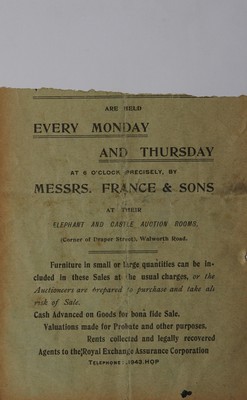 ARE HELD
EVERY MONDAY
AND THURSDAY
AT 6 O'CLOCK PRECISELY, BY
MESSRS. FRANCE & SONS
AT THEIR
ELEPHANT AND CASTLE AUCTION ROOMS,
(Corner of Draper Street), Walworth Road.
Furniture in small or large quantities can be in-
cluded in these Sales at the usual charges, or the
Auctioneers are prepared to purchase and take all
risk of Sale.
Cash Advanced on Goods for bona fide Sale.
Valuations made for Probate and other purposes.
Rents collected and legally recovered
Agents to the Royal Exchange Assurance Corporation
TELEPHONE: 1943. HOP